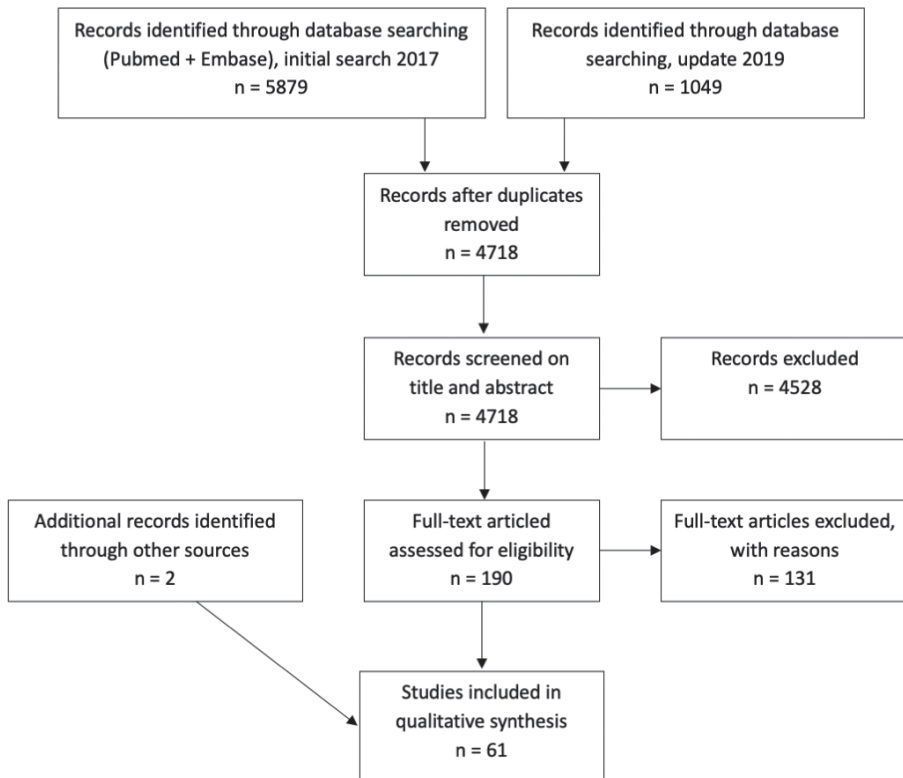 Records identified through database searching
(Pubmed + Embase), initial search 2017
n = 5879
Records identified through database
searching, update 2019
n = 1049
Records after duplicates
removed
n = 4718
Records screened on
title and abstract
n = 4718
Records excluded
n = 4528
Additional records identified
through other sources
n = 2
Full-text articled
assessed for eligibility
n = 190
Full-text articles excluded,
with reasons
n = 131
Studies included in
qualitative synthesis
n = 61